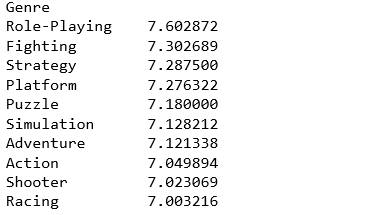 Genre
Role-Playing    7.602872
Fighting        7.302689
Strategy        7.287500
Platform        7.276322
Puzzle          7.180000
Simulation      7.128212
Adventure       7.121338
Action          7.049894
Shooter         7.023069
Racing          7.003216